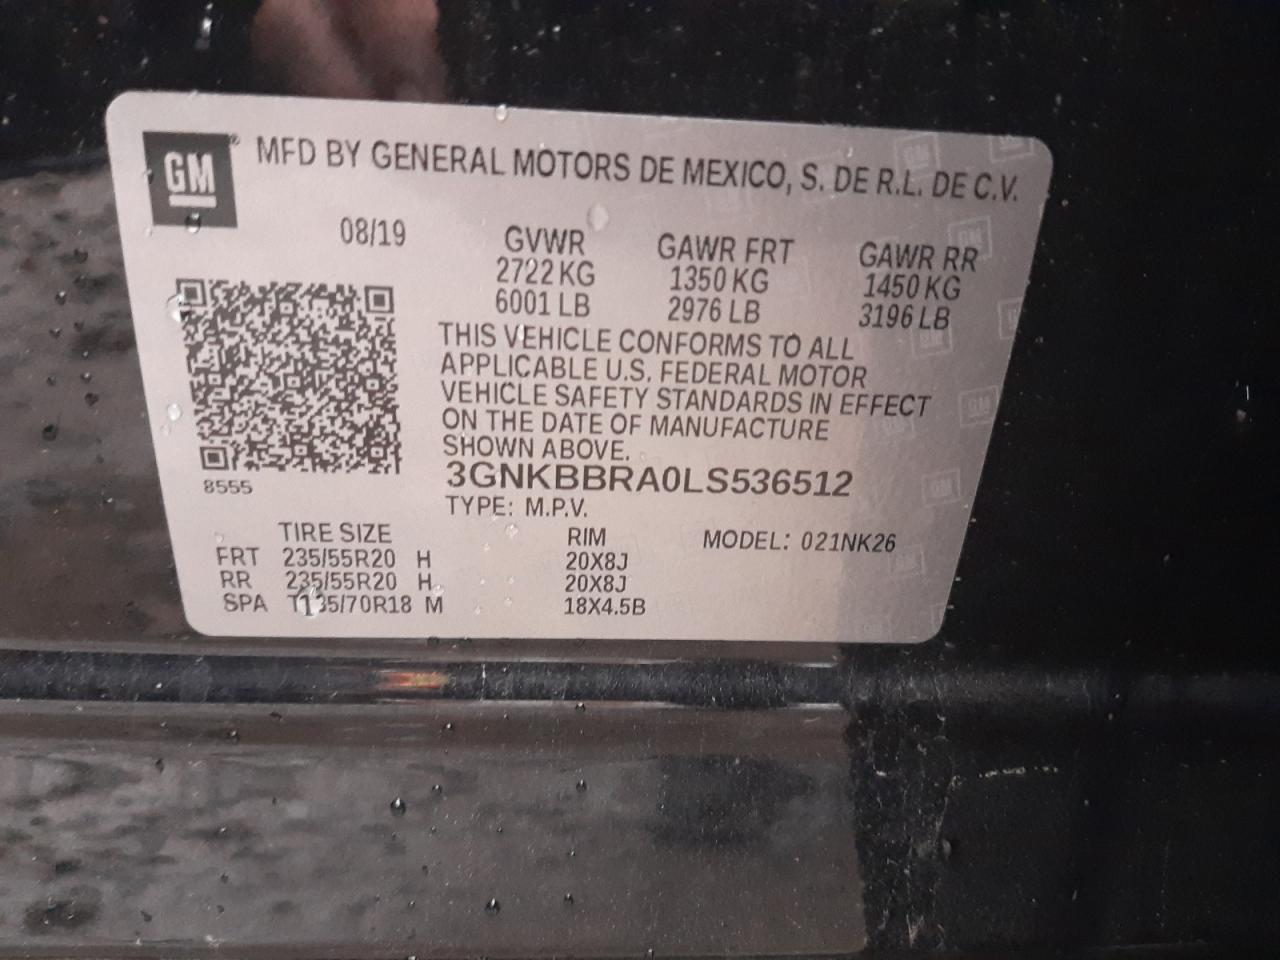 GM
MFD BY GENERAL MOTORS DE MEXICO, S. DE R.L. DE C.V.
08/19 GVWR GAWR FRT GAWR RR
2722 KG 1350 KG 1450 KG
6001 LB 2976 LB 3196 LB
THIS VEHICLE CONFORMS TO ALL
APPLICABLE U.S. FEDERAL MOTOR
VEHICLE SAFETY STANDARDS IN EFFECT
ON THE DATE OF MANUFACTURE
SHOWN ABOVE.
3GNKBBRA0LS536512
8555
TYPE: M.P.V.
TIRE SIZE RIM MODEL: 021NK26
FRT 235/55R20 H 20X8J
RR 235/55R20 H 20X8J
SPA T135/70R18 M 18X4.5B